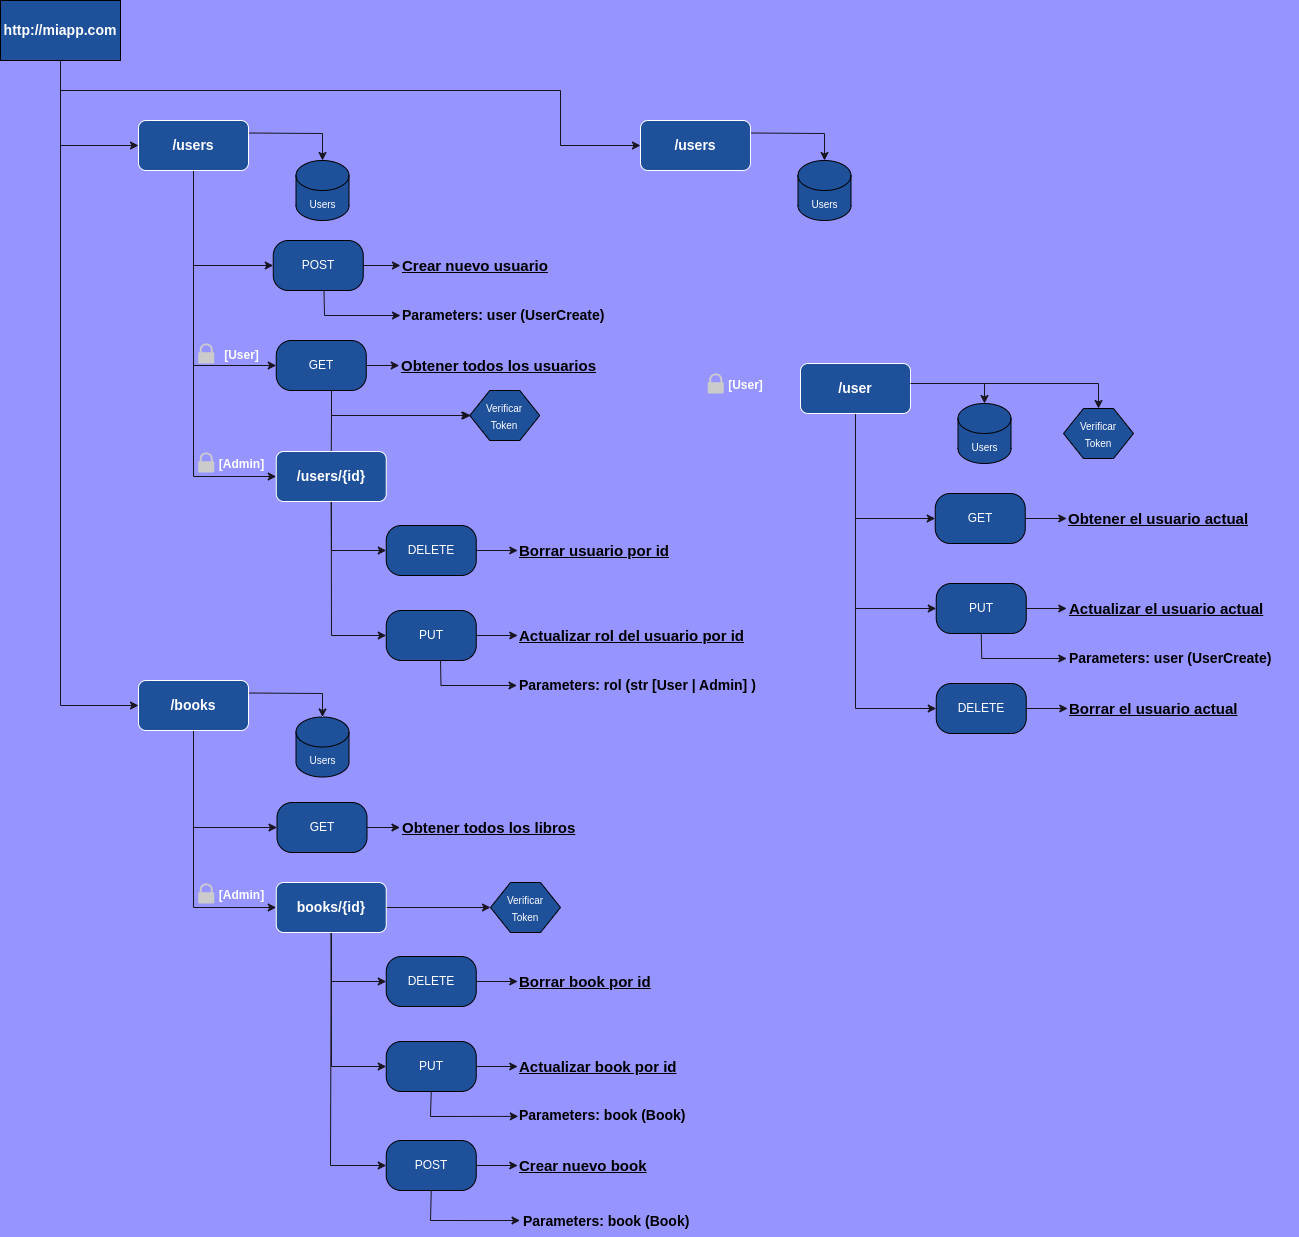 http://miapp.com
/users
Users
POST
Crear nuevo usuario
Parameters: user (UserCreate)
[User]
GET
Obtener todos los usuarios
Verificar
Token
[Admin]
/users/{id}
DELETE
Borrar usuario por id
PUT
Actualizar rol del usuario por id
Parameters: rol (str [User | Admin] )
/books
Users
GET
Obtener todos los libros
[Admin]
books/{id}
Verificar
Token
DELETE
Borrar book por id
PUT
Actualizar book por id
Parameters: book (Book)
POST
Crear nuevo book
Parameters: book (Book)
/users
Users
[User]
/user
Users
Verificar
Token
GET
Obtener el usuario actual
PUT
Actualizar el usuario actual
Parameters: user (UserCreate)
DELETE
Borrar el usuario actual